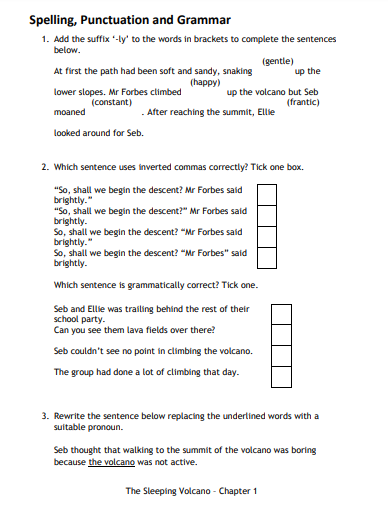 Spelling, Punctuation and Grammar
1. Add the suffix ‘-ly’ to the words in brackets to complete the sentences
below.
(gentle)
At first the path had been soft and sandy, snaking up the
(happy)
lower slopes. Mr Forbes climbed up the volcano but Seb
(constant) (frantic)
moaned . After reaching the summit, Ellie
looked around for Seb.
2. Which sentence uses inverted commas correctly? Tick one box.
“So, shall we begin the descent? Mr Forbes said
brightly.”
“So, shall we begin the descent?” Mr Forbes said
brightly.
So, shall we begin the descent? “Mr Forbes said
brightly.”
So, shall we begin the descent? “Mr Forbes” said
brightly.
Which sentence is grammatically correct? Tick one.
Seb and Ellie was trailing behind the rest of their
school party.
Can you see them lava fields over there?
Seb couldn’t see no point in climbing the volcano.
The group had done a lot of climbing that day.
3. Rewrite the sentence below replacing the underlined words with a
suitable pronoun.
Seb thought that walking to the summit of the volcano was boring
because the volcano was not active.
The Sleeping Volcano – Chapter 1